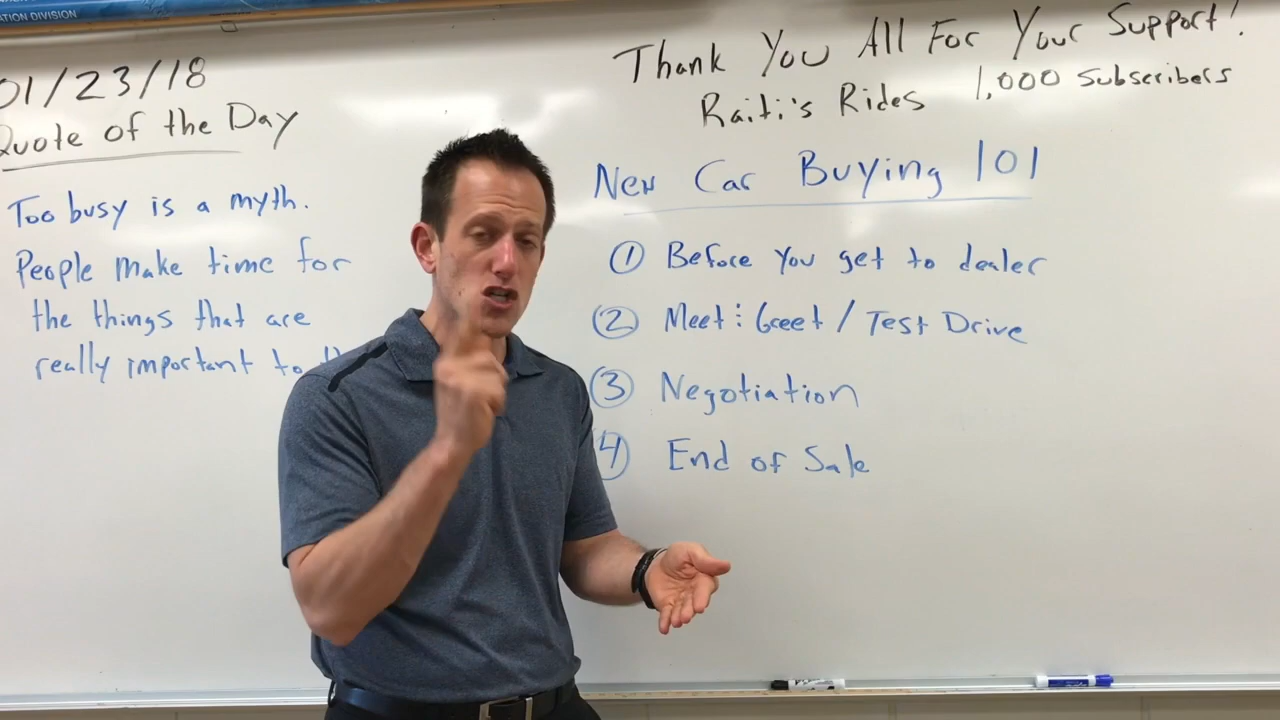 ATION DIVISION
01/23/18
Quote of the Day
Too busy is a myth.
People make time for
the things that are
really important to
Thank You All For Your Support!
Raiti's Rides 1,000 Subscribers
New Car Buying 101
① Before You get to dealer
② Meet & Greet / Test Drive
③ Negotiation
④ End of Sale